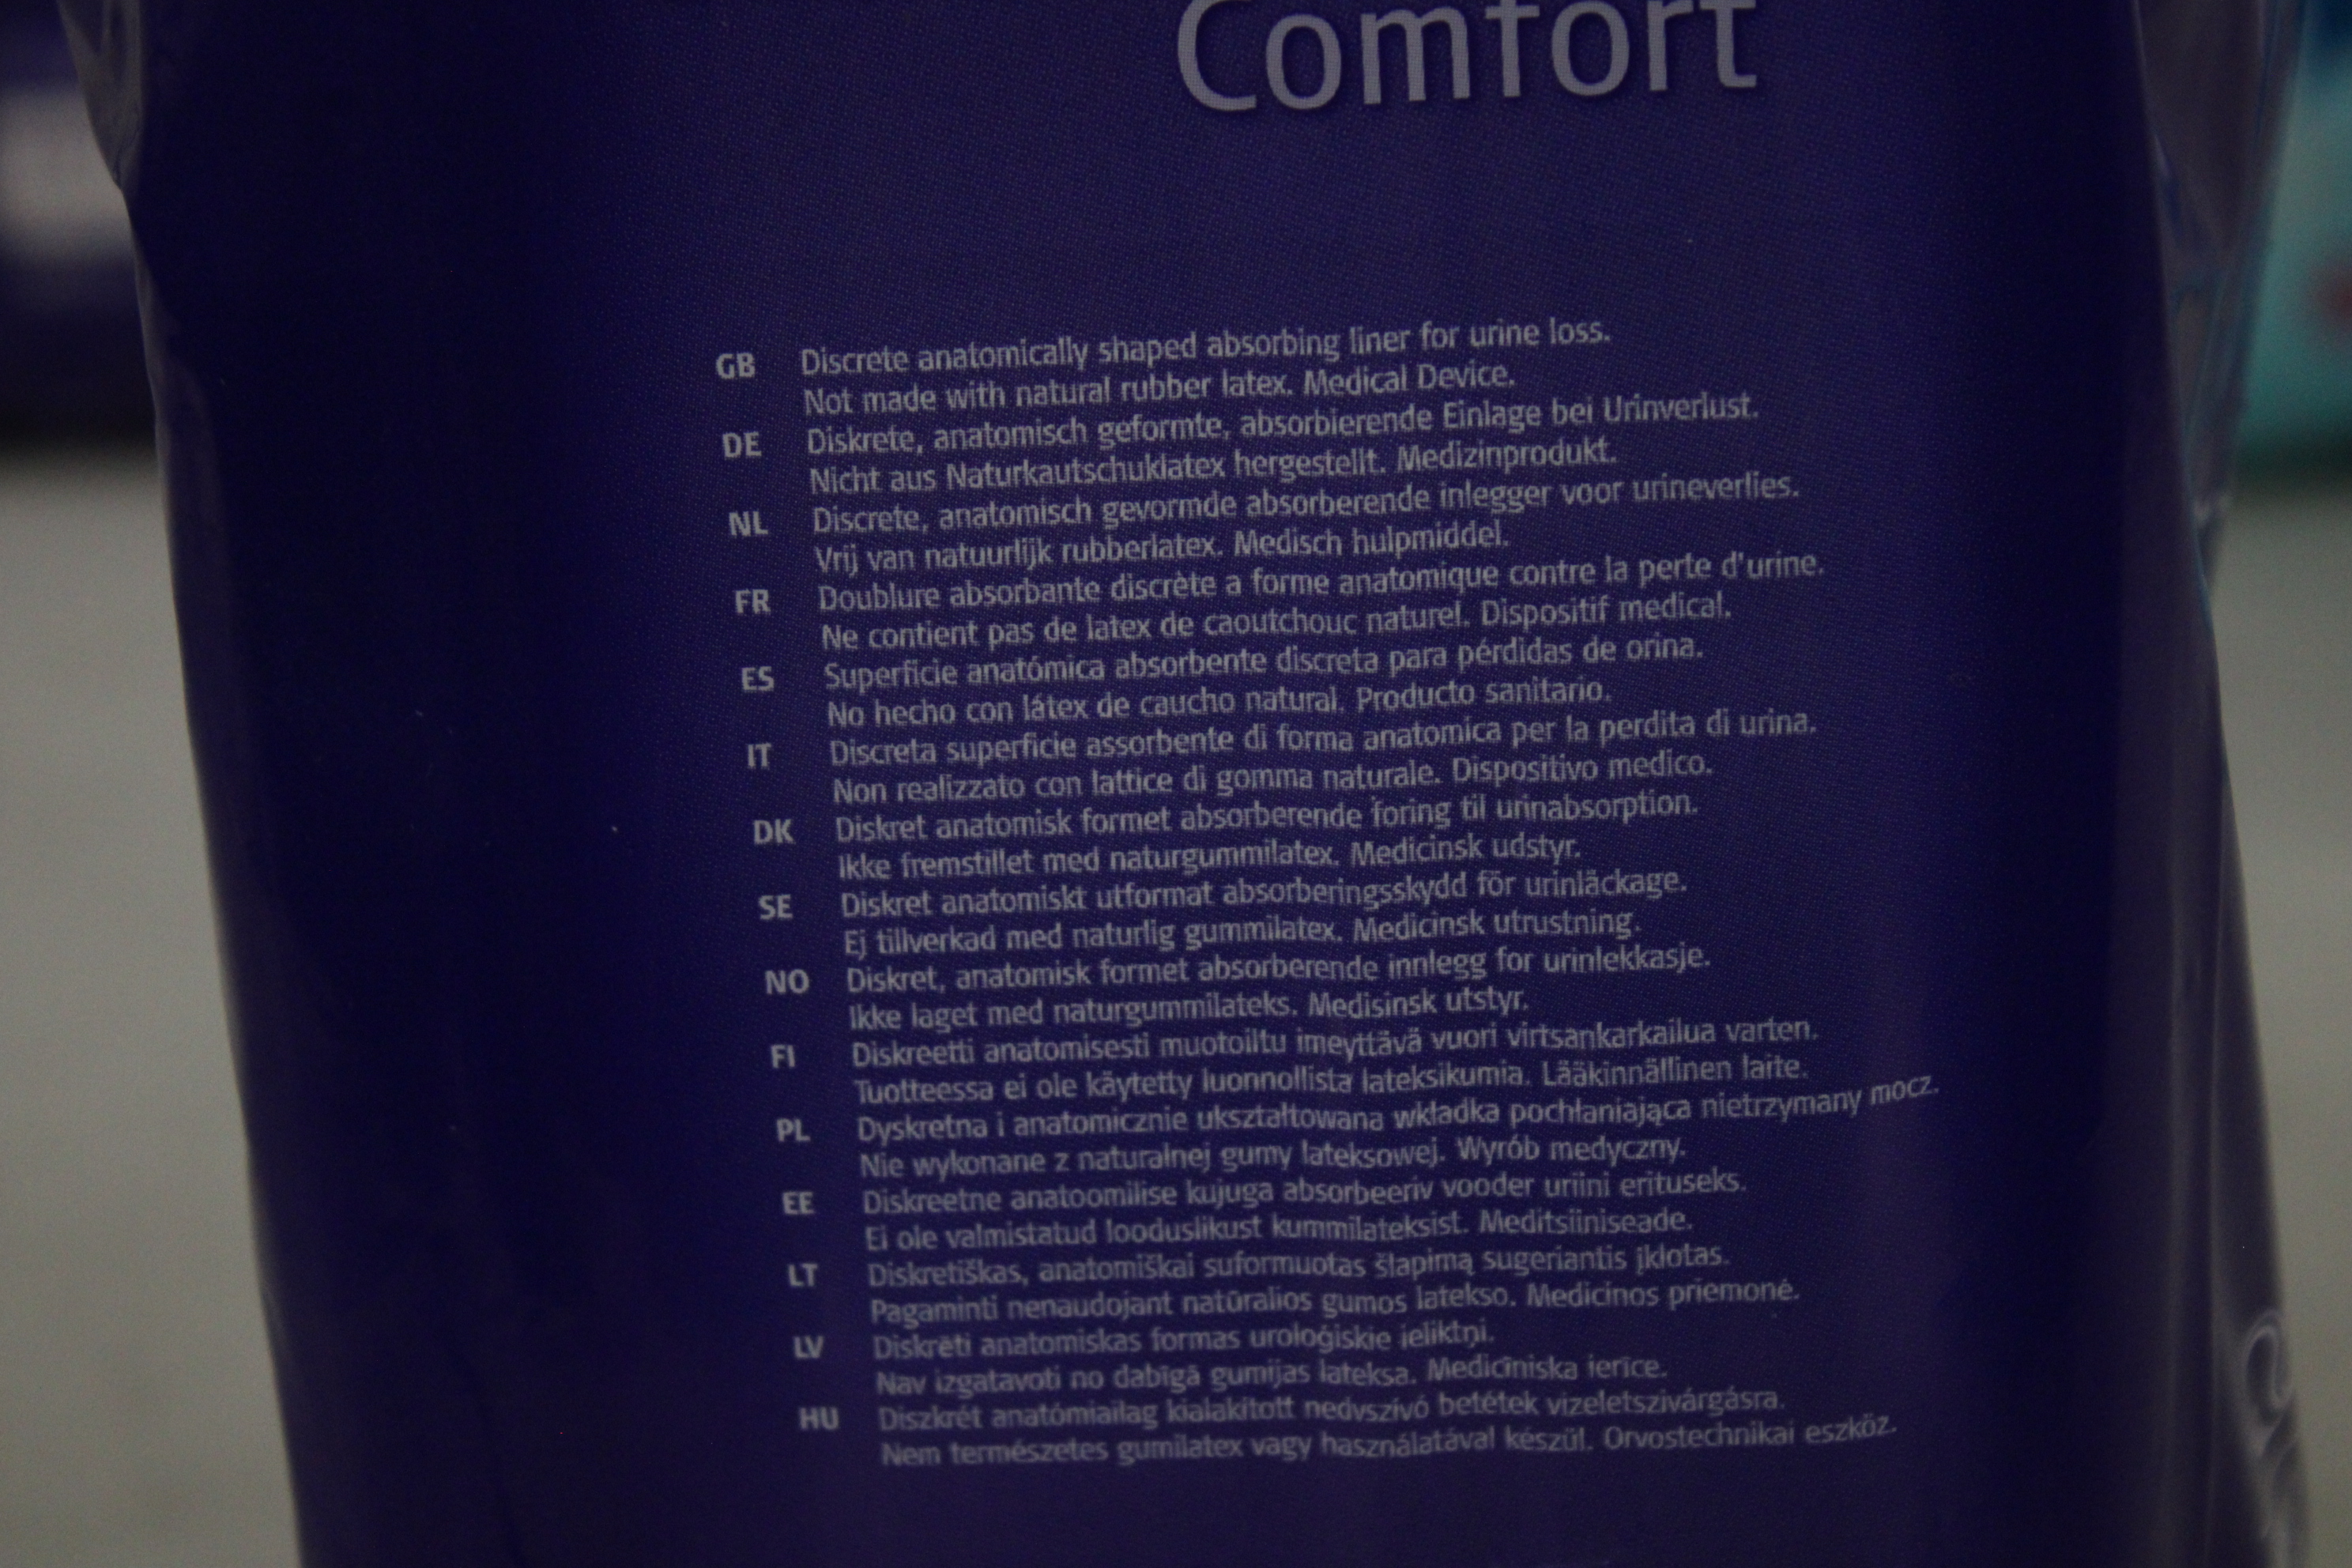 Comfort
GB Discrete anatomically shaped absorbing liner for urine loss.
Not made with natural rubber latex. Medical Device.
DE Diskrete, anatomisch geformte, absorbierende Einlage bei Urinverlust.
Nicht aus Naturkautschuklatex hergestellt. Medizinprodukt.
NL Discrete, anatomisch gevormde absorberende inlegger voor urineverlies.
Vrij van natuurlijk rubberlatex. Medisch hulpmiddel.
FR Doublure absorbante discrète a forme anatomique contre la perte d'urine.
Ne contient pas de latex de caoutchouc naturel. Dispositif medical.
ES Superficie anatómica absorbente discreta para pérdidas de orina.
No hecho con látex de caucho natural. Producto sanitario.
IT Discreta superficie assorbente di forma anatomica per la perdita di urina.
Non realizzato con lattice di gomma naturale. Dispositivo medico.
DK Diskret anatomisk formet absorberende foring til urinabsorption.
Ikke fremstillet med naturgummilatex. Medicinsk udstyr.
SE Diskret anatomiskt utformat absorberingsskydd för urinläckage.
Ej tillverkad med naturlig gummilatex. Medicinsk utrustning.
NO Diskret, anatomisk formet absorberende innlegg for urinlekkasje.
Ikke laget med naturgummilateks. Medisinsk utstyr.
FI Diskreetti anatomisesti muotoiltu imeyttävä vuori virtsankarkailua varten.
Tuotteessa ei ole käytetty luonnollista lateksikumia. Lääkinnällinen laite.
PL Dyskretna i anatomicznie ukształtowana wkładka pochłaniająca nietrzymany mocz.
Nie wykonane z naturalnej gumy lateksowej. Wyrób medyczny.
EE Diskreetne anatoomilise kujuga absorbeeriv vooder uriini erituseks.
Ei ole valmistatud looduslikust kummilateksist. Meditsiiniseade.
LT Diskretiškas, anatomiškai suformuotas šlapimą sugeriantis įklotas.
Pagaminti nenaudojant natūralios gumos latekso. Medicinos priemonė.
LV Diskrēti anatomiskas formas uroloģiskie ieliktņi.
Nav izgatavoti no dabīgā gumijas lateksa. Medicīniska ierīce.
HU Diszkrét anatómiailag kialakított nedvszívó betétek vizeletszivárgásra.
Nem természetes gumilatex vagy használatával készül. Orvostechnikai eszköz.